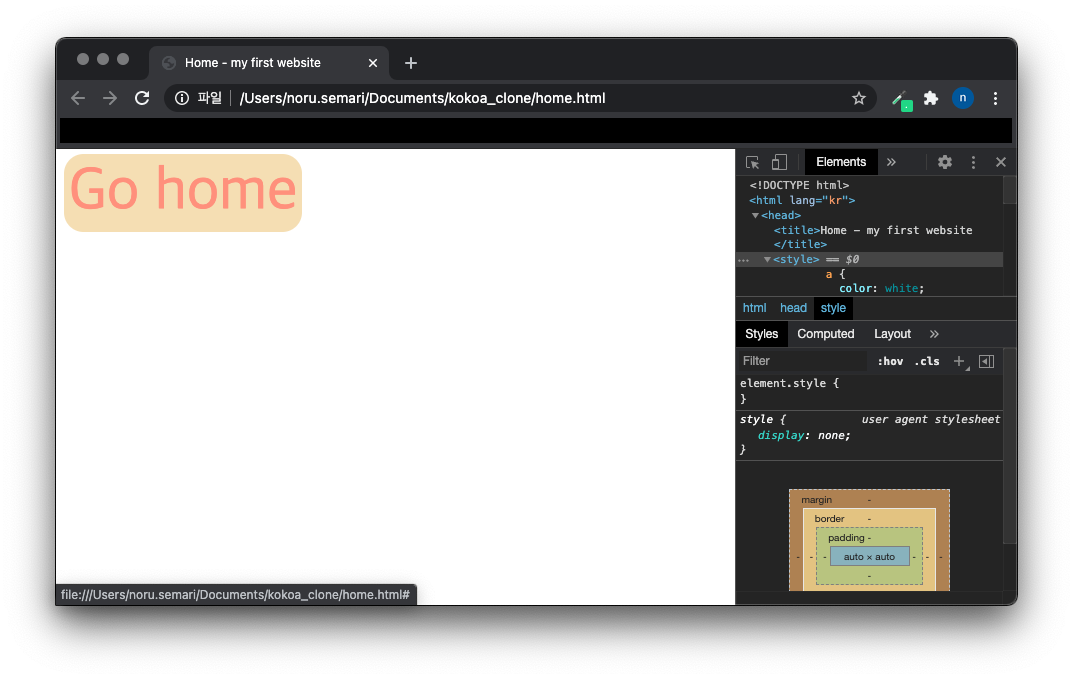 Home - my first website
파일 /Users/noru.semari/Documents/kokoa_clone/home.html
n
Go home
Elements
<!DOCTYPE html>
<html lang="kr">
<head>
<title>Home - my first website
</title>
<style> == $0
a {
color: white;
html head style
Styles Computed Layout
Filter :hov .cls
element.style {
}
style { user agent stylesheet
display: none;
}
margin -
border -
padding -
- - - auto × auto - - -
-
file:///Users/noru.semari/Documents/kokoa_clone/home.html#